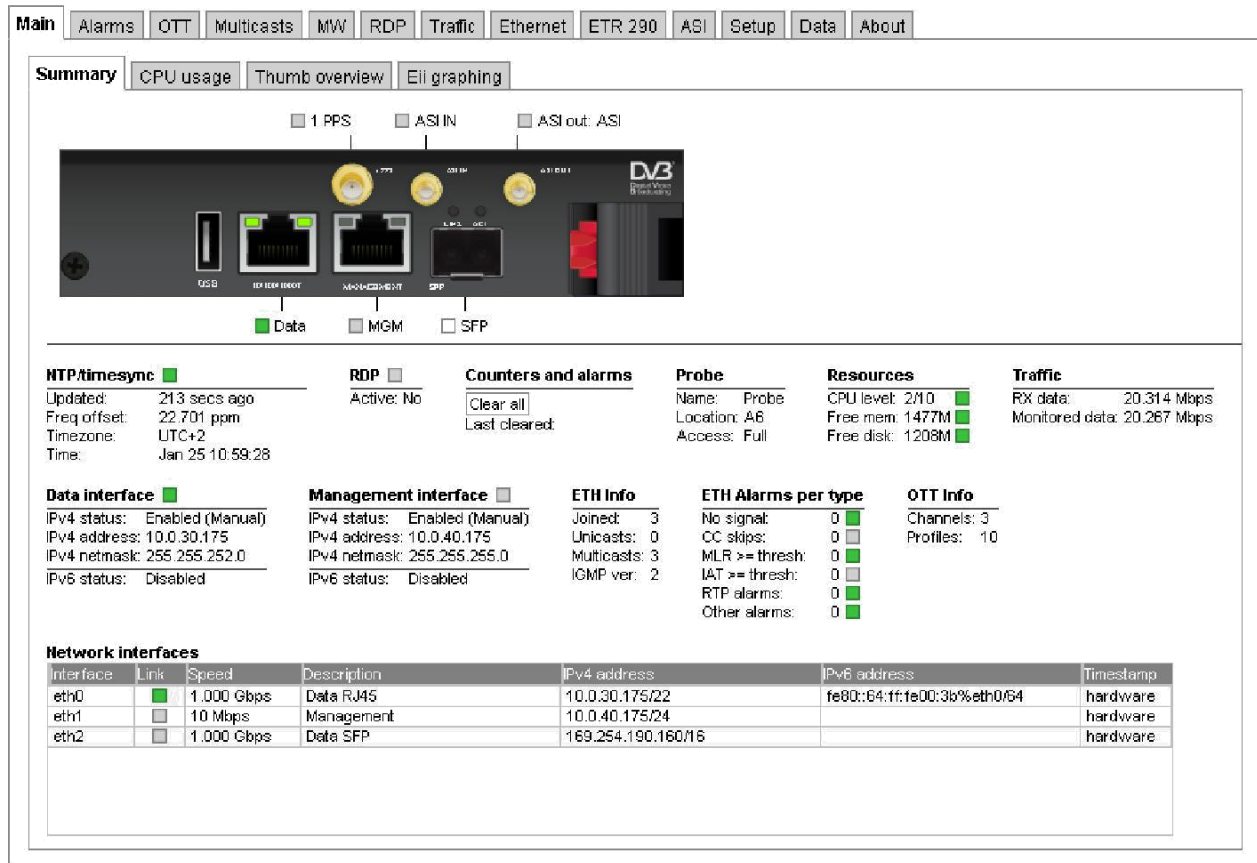 Main Alarms OTT Multicasts MW RDP Traffic Ethernet ETR 290 ASI Setup Data About
Summary CPU usage Thumb overview Eii graphing
1 PPS ASI IN ASI out: ASI
DVB
Digital Video
Broadcasting
USB MANAGEMENT SFP
Data MGM SFP
NTP/timesync RDP Counters and alarms Probe Resources Traffic
Updated: 213 secs ago Active: No Clear all Name: Probe CPU level: 2/10 RX data: 20.314 Mbps
Freq offset: 22.701 ppm Last cleared: Location: A6 Free mem: 1477M Monitored data: 20.267 Mbps
Timezone: UTC+2 Access: Full Free disk: 1208M
Time: Jan 25 10:59:28
Data interface Management interface ETH Info ETH Alarms per type OTT Info
IPv4 status: Enabled (Manual) IPv4 status: Enabled (Manual) Joined: 3 No signal: 0 Channels: 3
IPv4 address: 10.0.30.175 IPv4 address: 10.0.40.175 Unicasts: 0 CC skips: 0 Profiles: 10
IPv4 netmask: 255.255.252.0 IPv4 netmask: 255.255.255.0 Multicasts: 3 MLR >= thresh: 0
IPv6 status: Disabled IPv6 status: Disabled IGMP ver: 2 IAT >= thresh: 0
RTP alarms: 0
Other alarms: 0
Network interfaces
Interface Link Speed Description IPv4 address IPv6 address Timestamp
eth0 1.000 Gbps Data RJ45 10.0.30.175/22 fe80::64:ff:fe00:3b%eth0/64 hardware
eth1 10 Mbps Management 10.0.40.175/24 hardware
eth2 1.000 Gbps Data SFP 169.254.190.160/16 hardware